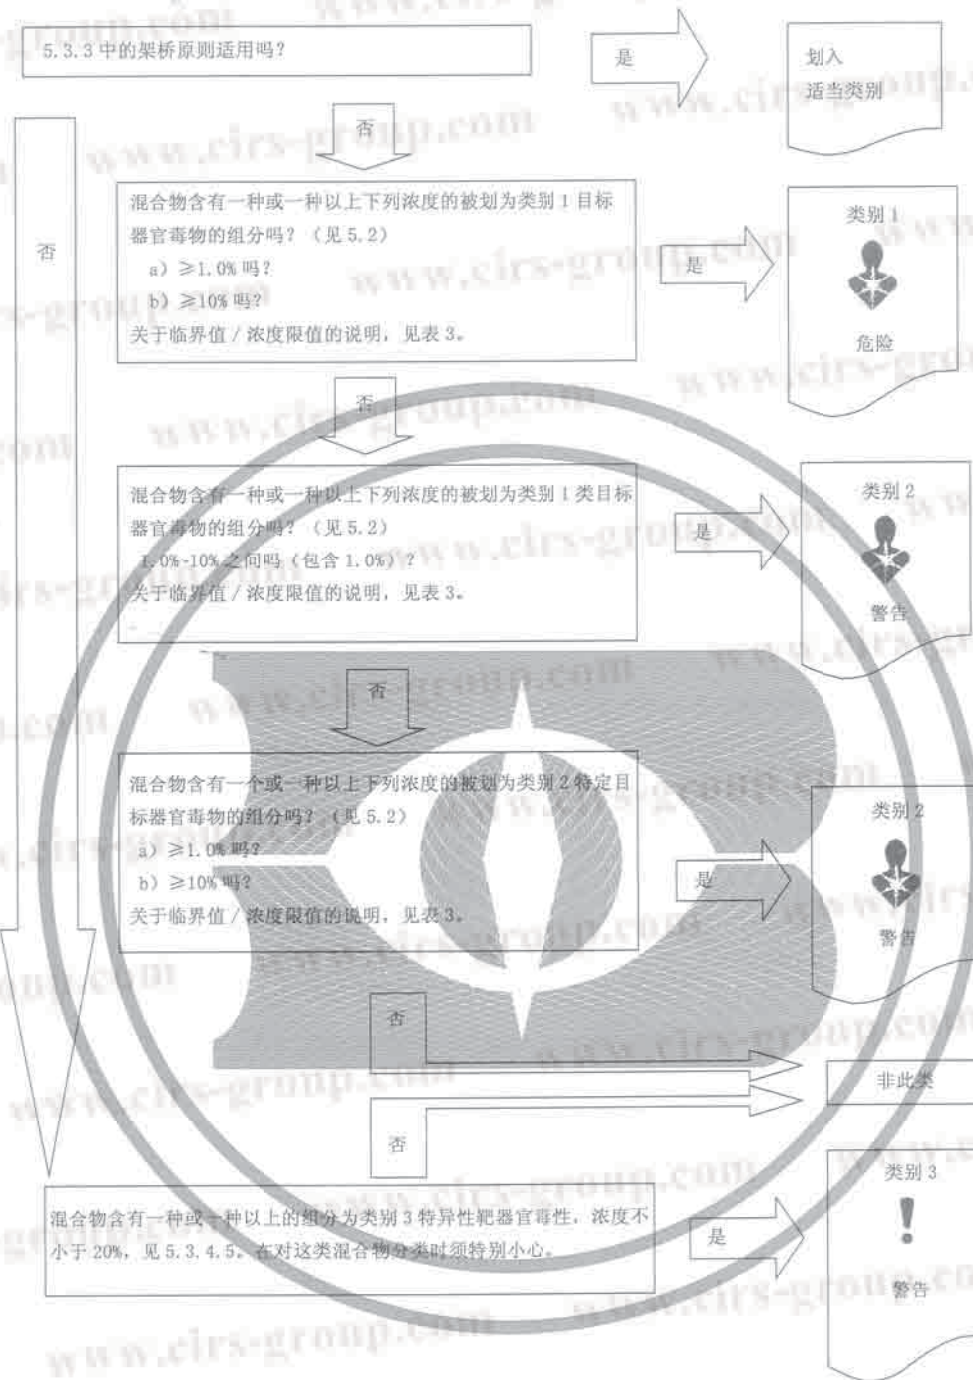 5.3.3 中的架桥原则适用吗？
是
划入
适当类别
否
否
混合物含有一种或一种以上下列浓度的被划为类别 1 目标
器官毒物的组分吗？（见 5.2）
a）≥1.0% 吗？
b）≥10% 吗？
关于临界值 / 浓度限值的说明，见表 3。
是
类别 1
危险
否
混合物含有一种或一种以上下列浓度的被划为类别 1 类目标
器官毒物的组分吗？（见 5.2）
1.0%-10% 之间吗（包含 1.0%）？
关于临界值 / 浓度限值的说明，见表 3。
是
类别 2
警告
否
混合物含有一个或一种以上下列浓度的被划为类别 2 特定目
标器官毒物的组分吗？（见 5.2）
a）≥1.0% 吗？
b）≥10% 吗？
关于临界值 / 浓度限值的说明，见表 3。
是
类别 2
警告
否
非此类
否
混合物含有一种或一种以上的组分为类别 3 特异性靶器官毒性，浓度不
小于 20%，见 5.3.4.5。在对这类混合物分类时须特别小心。
是
类别 3
!
警告
www.cirs-group.com